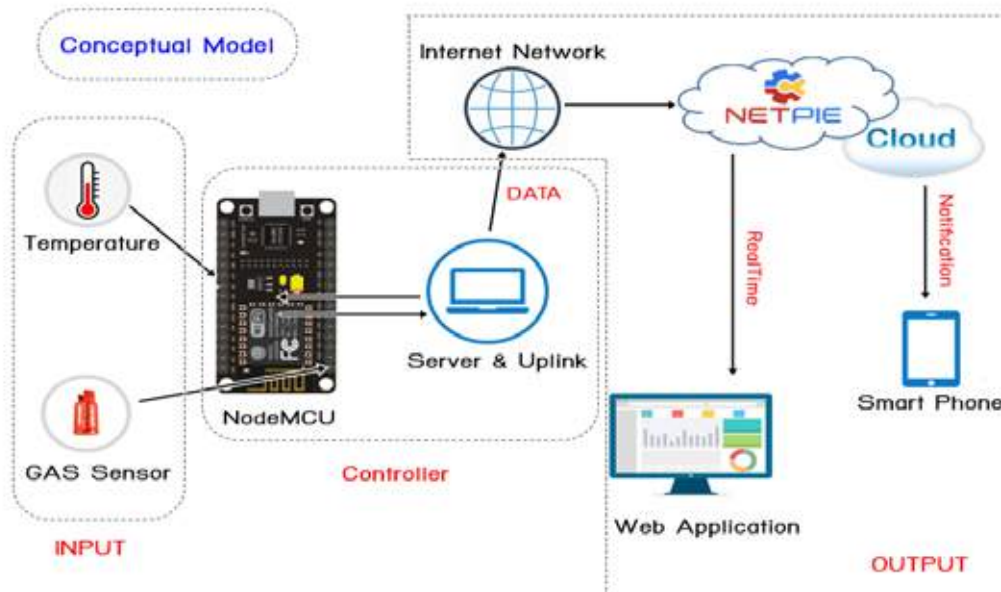 Conceptual Model
Internet Network
NETPIE
Cloud
Temperature
DATA
RealTime
Notification
Server & Uplink
NodeMCU
GAS Sensor
Controller
INPUT
Smart Phone
Web Application
OUTPUT